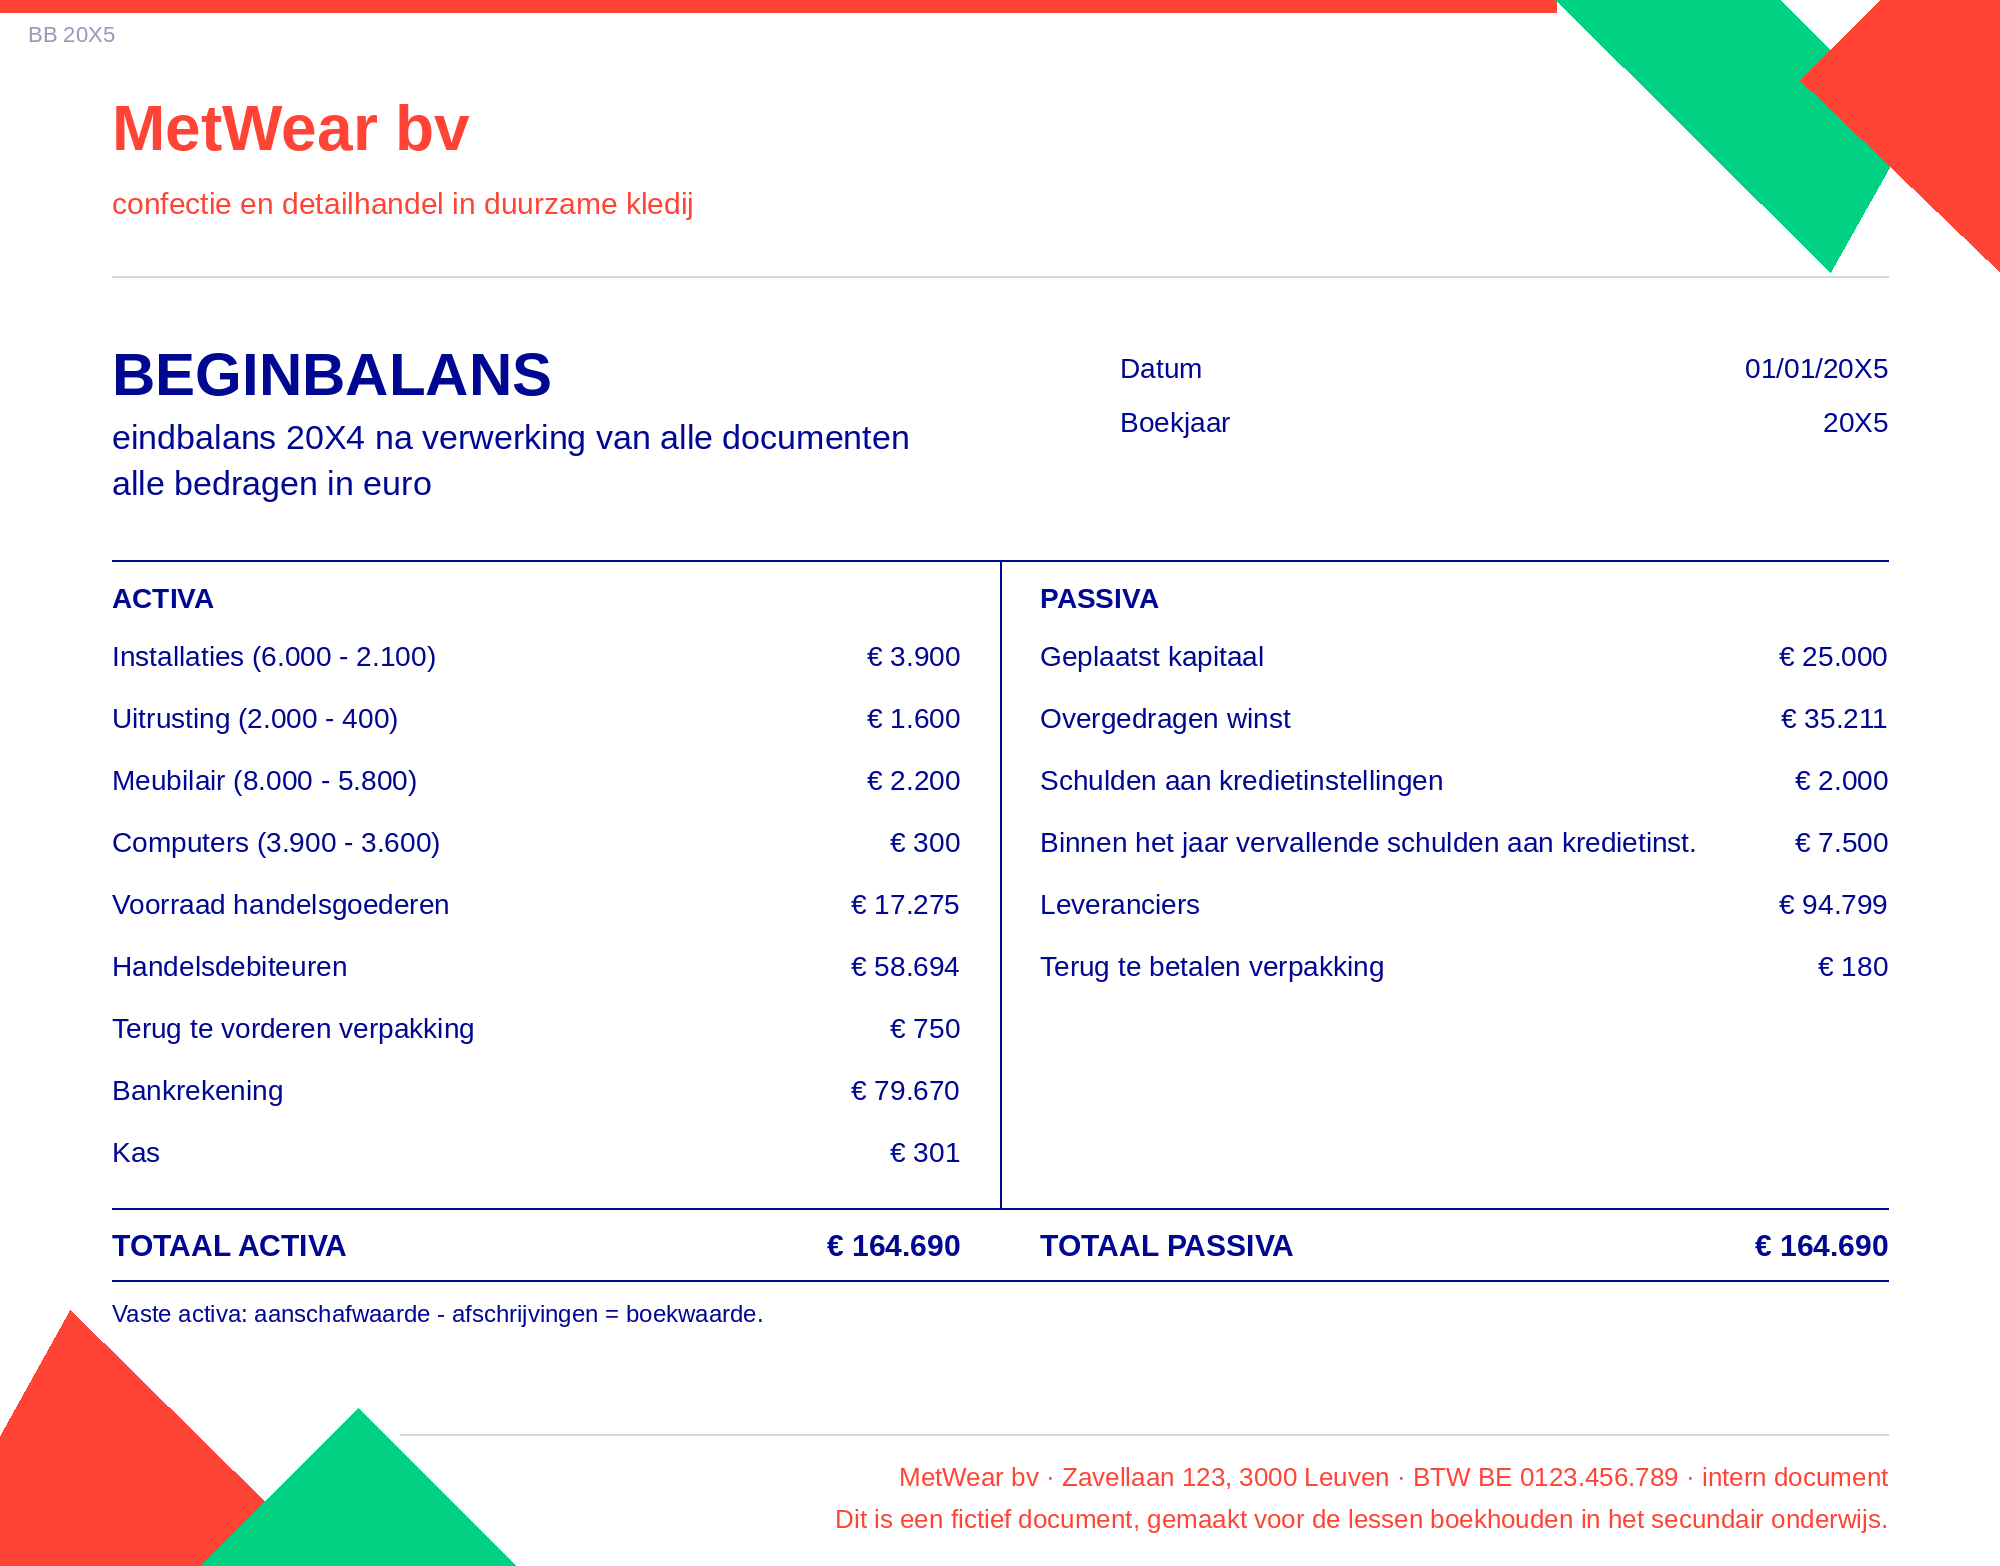 BB 20X5
MetWear bv
confectie en detailhandel in duurzame kledij
BEGINBALANS
eindbalans 20X4 na verwerking van alle documenten
alle bedragen in euro
Datum 01/01/20X5
Boekjaar 20X5
ACTIVA
Installaties (6.000 - 2.100) € 3.900
Uitrusting (2.000 - 400) € 1.600
Meubilair (8.000 - 5.800) € 2.200
Computers (3.900 - 3.600) € 300
Voorraad handelsgoederen € 17.275
Handelsdebiteuren € 58.694
Terug te vorderen verpakking € 750
Bankrekening € 79.670
Kas € 301
TOTAAL ACTIVA € 164.690
PASSIVA
Geplaatst kapitaal € 25.000
Overgedragen winst € 35.211
Schulden aan kredietinstellingen € 2.000
Binnen het jaar vervallende schulden aan kredietinst. € 7.500
Leveranciers € 94.799
Terug te betalen verpakking € 180
TOTAAL PASSIVA € 164.690
Vaste activa: aanschafwaarde - afschrijvingen = boekwaarde.
MetWear bv · Zavellaan 123, 3000 Leuven · BTW BE 0123.456.789 · intern document
Dit is een fictief document, gemaakt voor de lessen boekhouden in het secundair onderwijs.